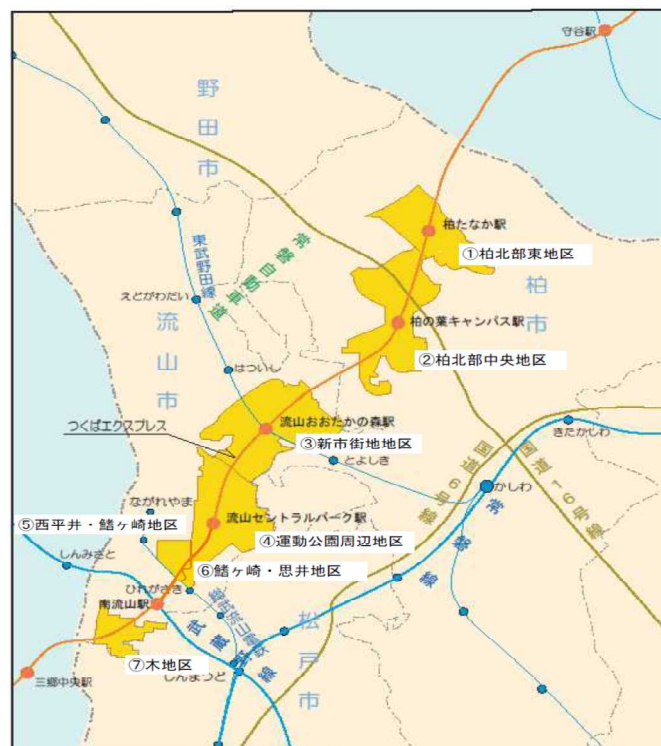 守谷駅
野田市
柏たなか駅
①柏北部東地区
東武野田線
常磐自動車道
柏市
えどがわだい
柏の葉キャンパス駅
流山市
②柏北部中央地区
はついし
つくばエクスプレス
流山おおたかの森駅
③新市街地地区
きたかしわ
とよしき
国道6号線
国道16号線
かしわ
ながれやま
⑤西平井・鰭ヶ崎地区
流山セントラルパーク駅
④運動公園周辺地区
常磐線
しんみさと
⑥鰭ヶ崎・思井地区
ひれがさき
南流山駅
武蔵野線
松戸市
⑦木地区
しんまつど
三郷中央駅